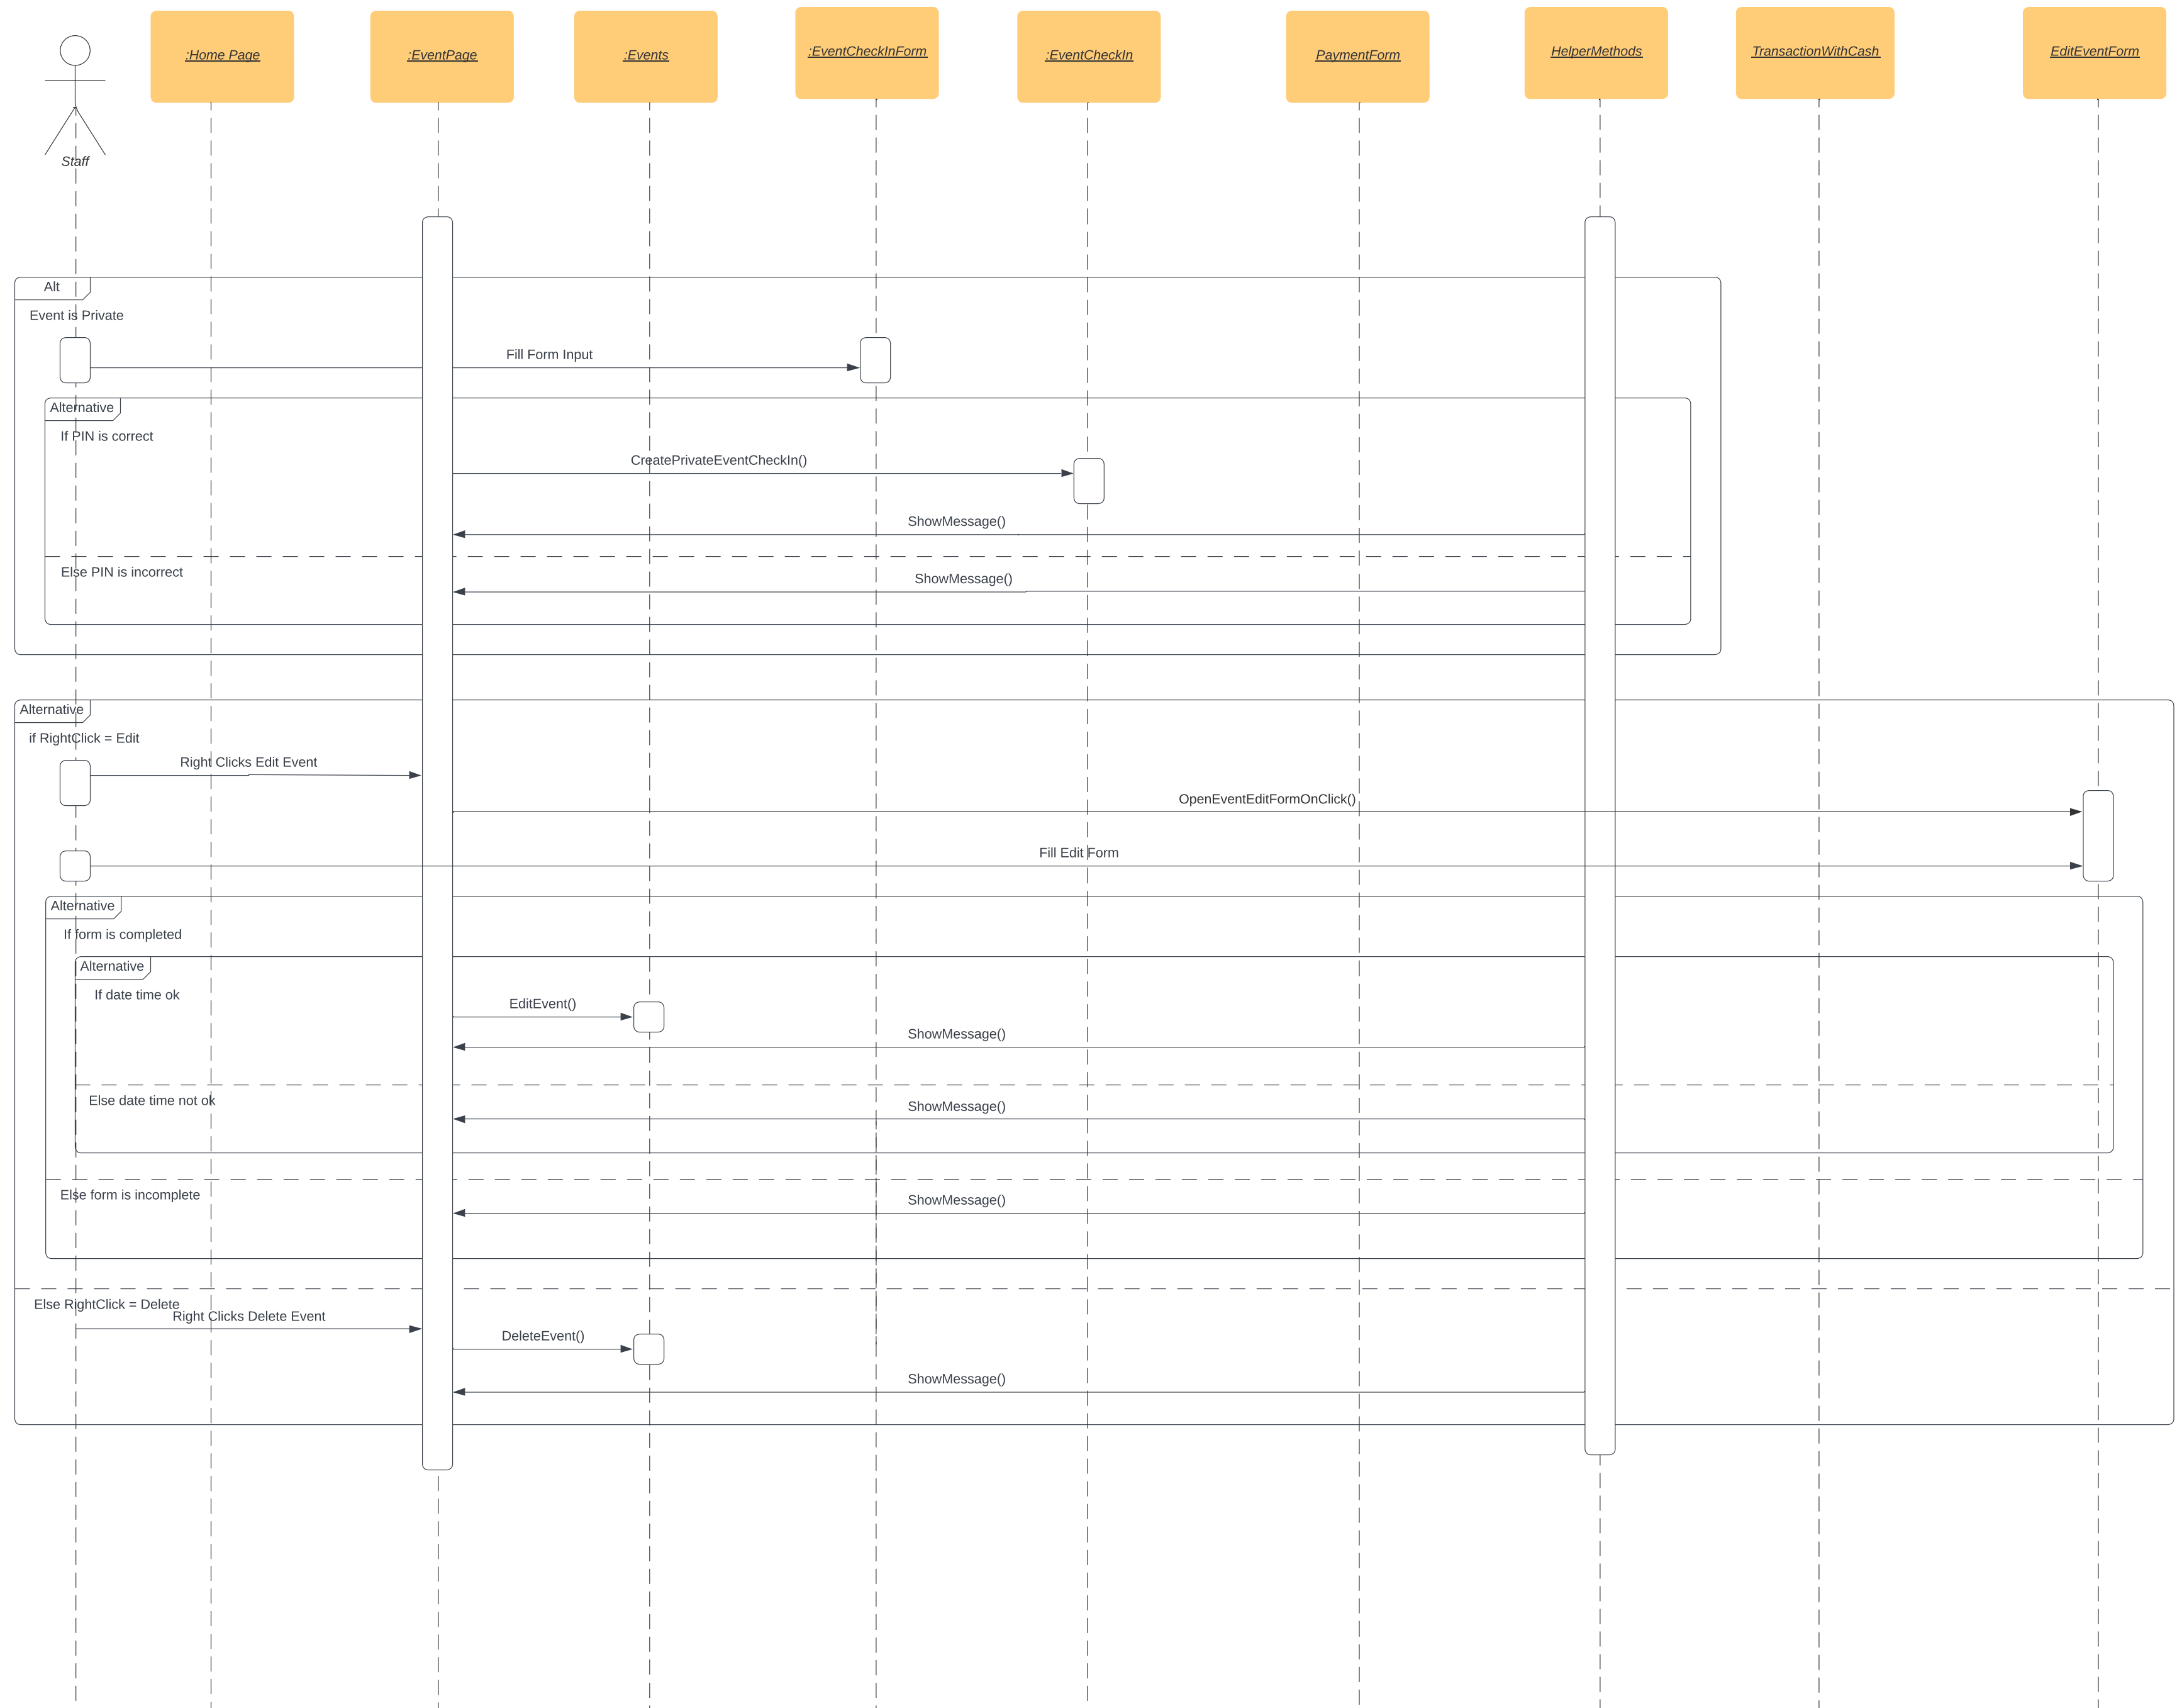 :Home Page
:EventPage
:Events
:EventCheckInForm
:EventCheckIn
PaymentForm
HelperMethods
TransactionWithCash
EditEventForm
Staff
Alt
Event is Private
Fill Form Input
Alternative
If PIN is correct
CreatePrivateEventCheckIn()
ShowMessage()
Else PIN is incorrect
ShowMessage()
Alternative
if RightClick = Edit
Right Clicks Edit Event
OpenEventEditFormOnClick()
Fill Edit Form
Alternative
If form is completed
Alternative
If date time ok
EditEvent()
ShowMessage()
Else date time not ok
ShowMessage()
Else form is incomplete
ShowMessage()
Else RightClick = Delete
Right Clicks Delete Event
DeleteEvent()
ShowMessage()